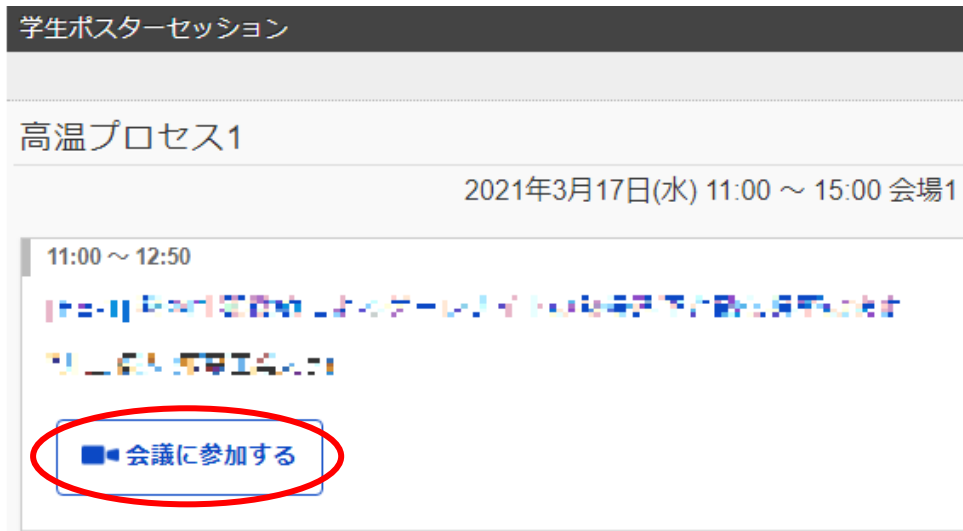 学生ポスターセッション
高温プロセス1
2021年3月17日(水) 11:00 ～ 15:00 会場1
11:00 ～ 12:50
会議に参加する